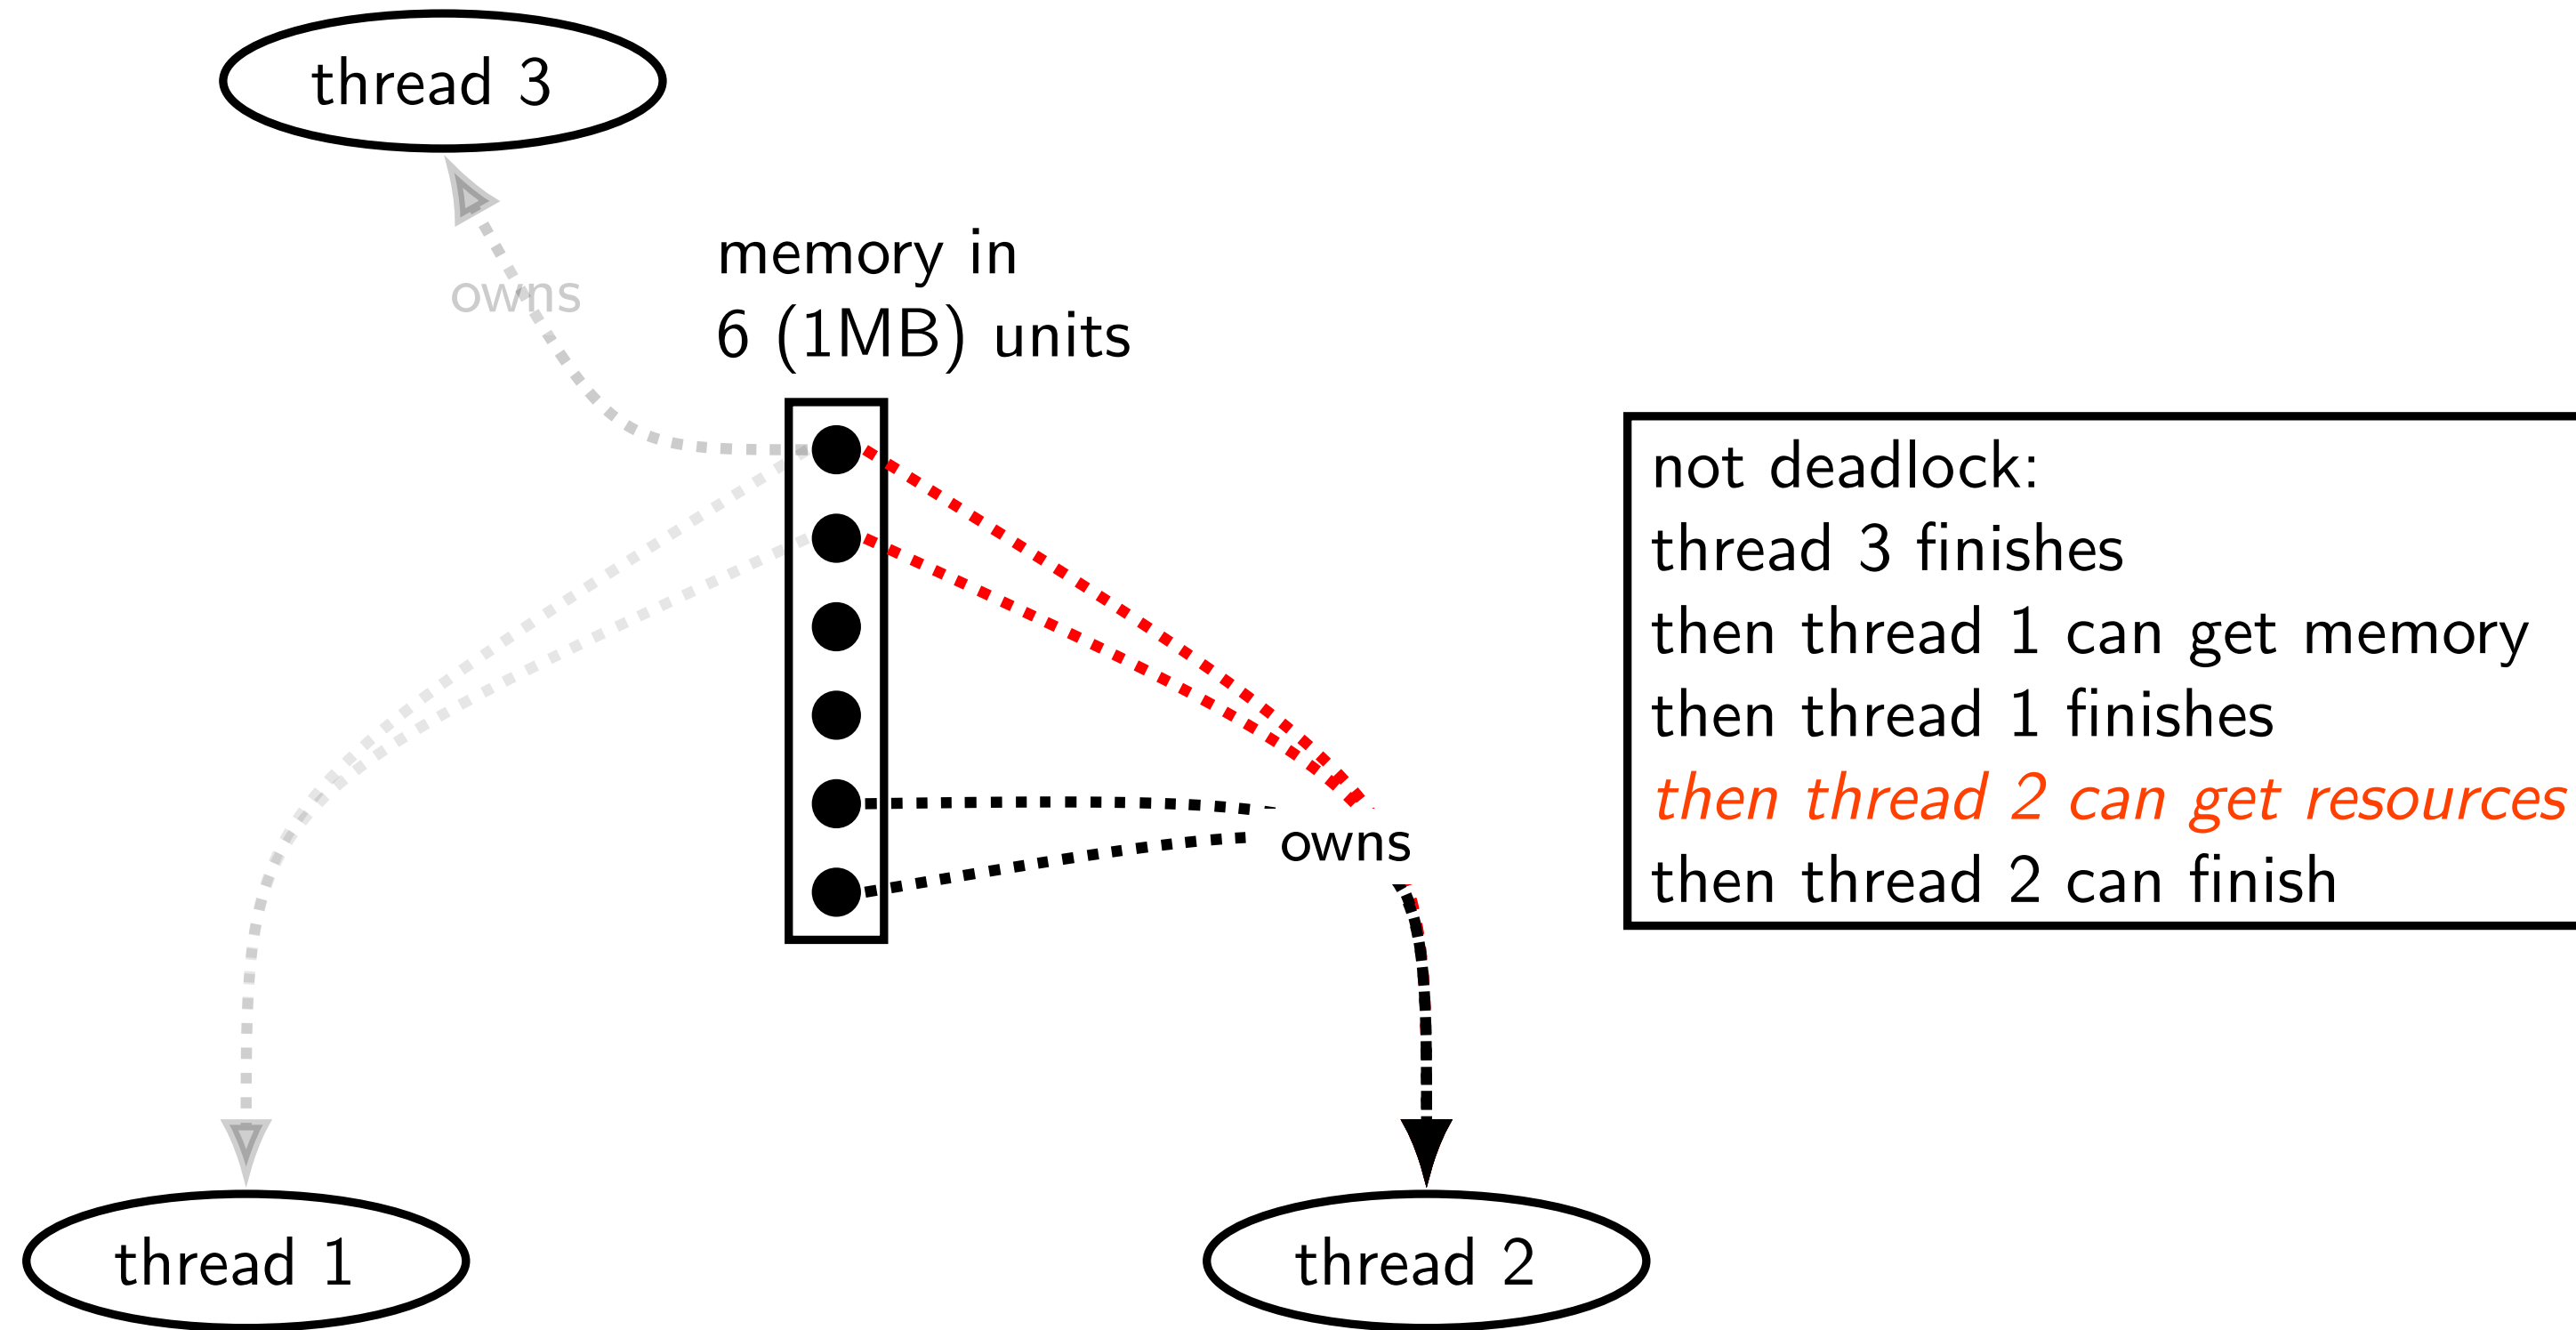 thread 3
owns
memory in
6 (1MB) units
not deadlock:
thread 3 finishes
then thread 1 can get memory
then thread 1 finishes
then thread 2 can get resources
then thread 2 can finish
owns
thread 1
thread 2